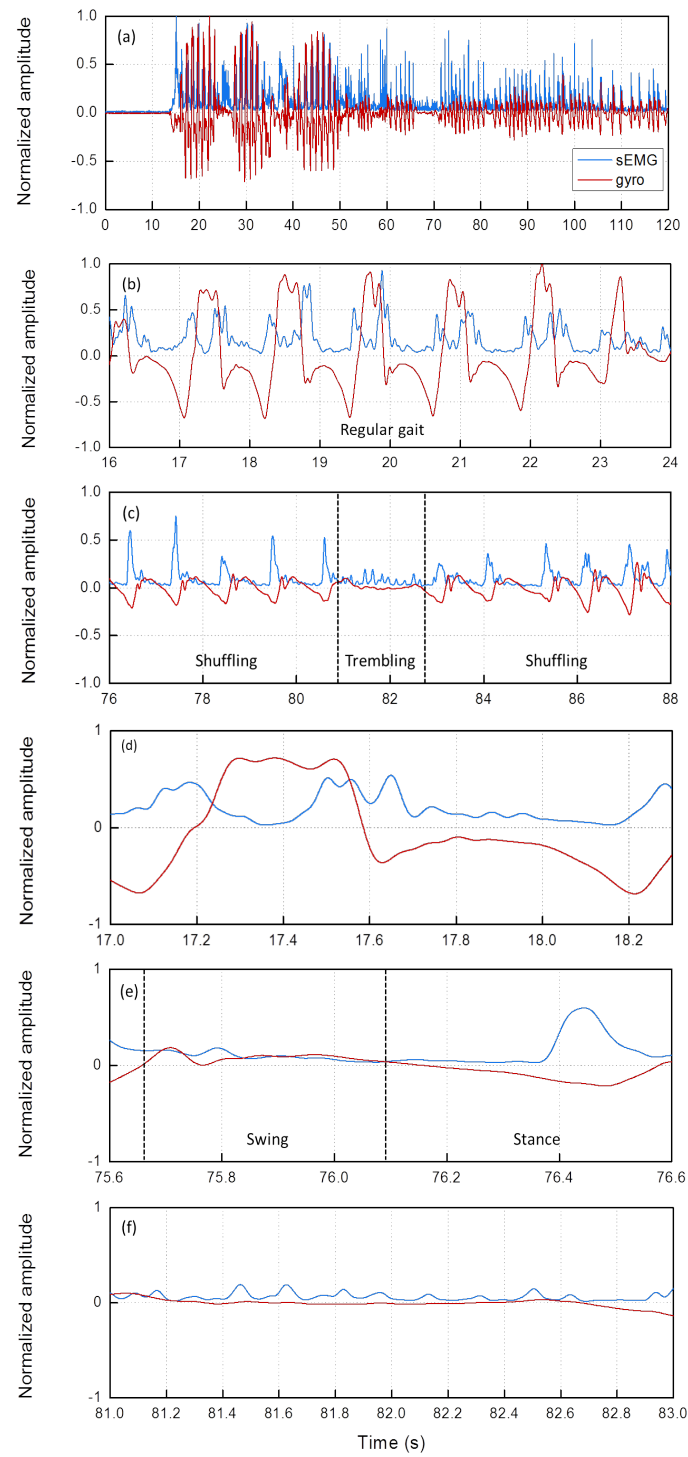 Normalized amplitude
1.0
0.5
0.0
-0.5
-1.0
(a)
sEMG
gyro
0 10 20 30 40 50 60 70 80 90 100 110 120
Normalized amplitude
1.0
0.5
0.0
-0.5
-1.0
(b)
Regular gait
16 17 18 19 20 21 22 23 24
Normalized amplitude
1.0
0.5
0.0
-0.5
-1.0
(c)
Shuffling Trembling Shuffling
76 78 80 82 84 86 88
Normalized amplitude
1
0
-1
(d)
17.0 17.2 17.4 17.6 17.8 18.0 18.2
Normalized amplitude
1
0
-1
(e)
Swing Stance
75.6 75.8 76.0 76.2 76.4 76.6
Normalized amplitude
1
0
-1
(f)
81.0 81.2 81.4 81.6 81.8 82.0 82.2 82.4 82.6 82.8 83.0
Time (s)